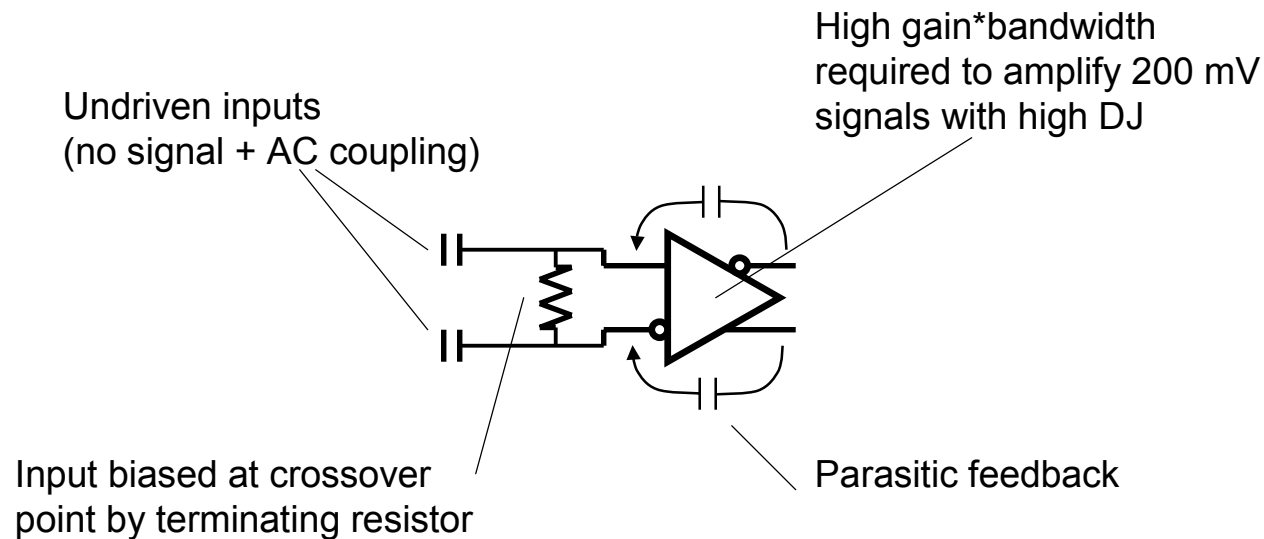 High gain*bandwidth
required to amplify 200 mV
signals with high DJ
Undriven inputs
(no signal + AC coupling)
Input biased at crossover
point by terminating resistor
Parasitic feedback